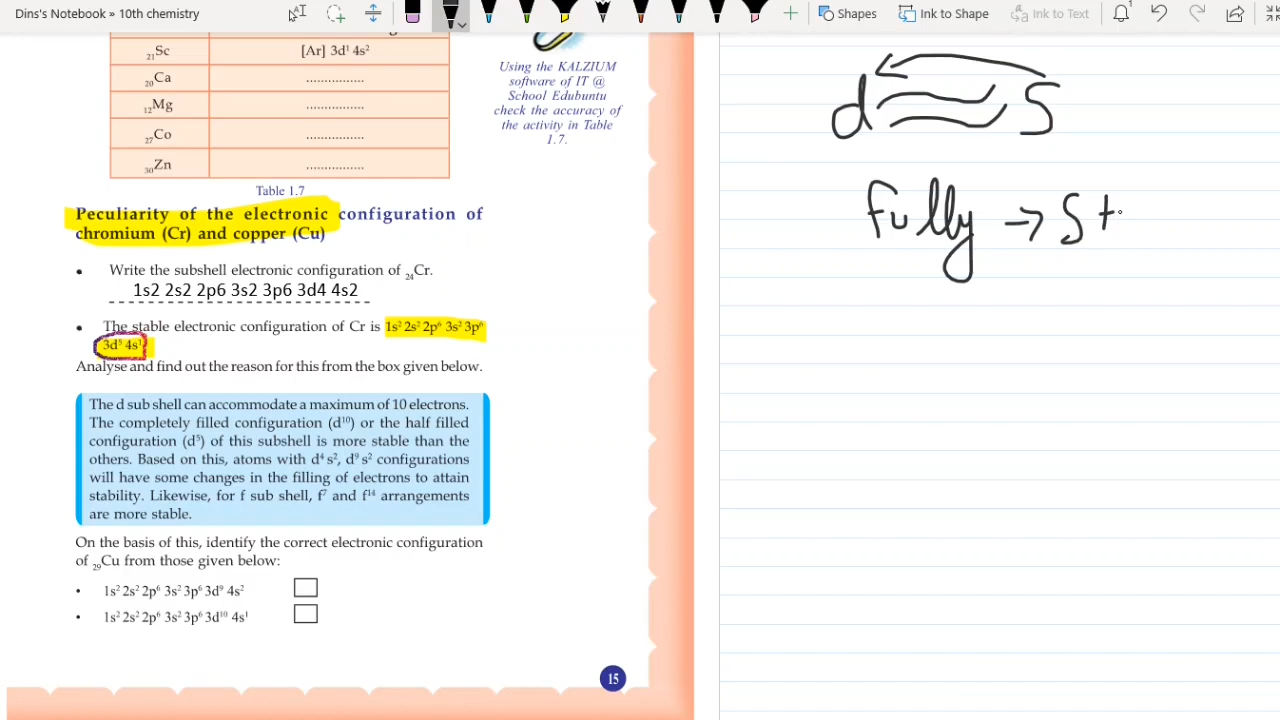 Dins's Notebook » 10th chemistry
Shapes
Ink to Shape
Ink to Text
₂₁Sc [Ar] 3d¹ 4s²
₂₀Ca ................
₁₂Mg ................
₂₇Co ................
₃₀Zn ................
Table 1.7
Using the KALZIUM
software of IT @
School Edubuntu
check the accuracy of
the activity in Table
1.7.
Peculiarity of the electronic configuration of
chromium (Cr) and copper (Cu)
• Write the subshell electronic configuration of ₂₄Cr.
1s2 2s2 2p6 3s2 3p6 3d4 4s2
• The stable electronic configuration of Cr is 1s² 2s² 2p⁶ 3s² 3p⁶
3d⁵ 4s¹
Analyse and find out the reason for this from the box given below.
The d sub shell can accommodate a maximum of 10 electrons.
The completely filled configuration (d¹⁰) or the half filled
configuration (d⁵) of this subshell is more stable than the
others. Based on this, atoms with d⁴ s², d⁹ s² configurations
will have some changes in the filling of electrons to attain
stability. Likewise, for f sub shell, f⁷ and f¹⁴ arrangements
are more stable.
On the basis of this, identify the correct electronic configuration
of ₂₉Cu from those given below:
• 1s² 2s² 2p⁶ 3s² 3p⁶ 3d⁹ 4s²
• 1s² 2s² 2p⁶ 3s² 3p⁶ 3d¹⁰ 4s¹
15
d S
Fully → St